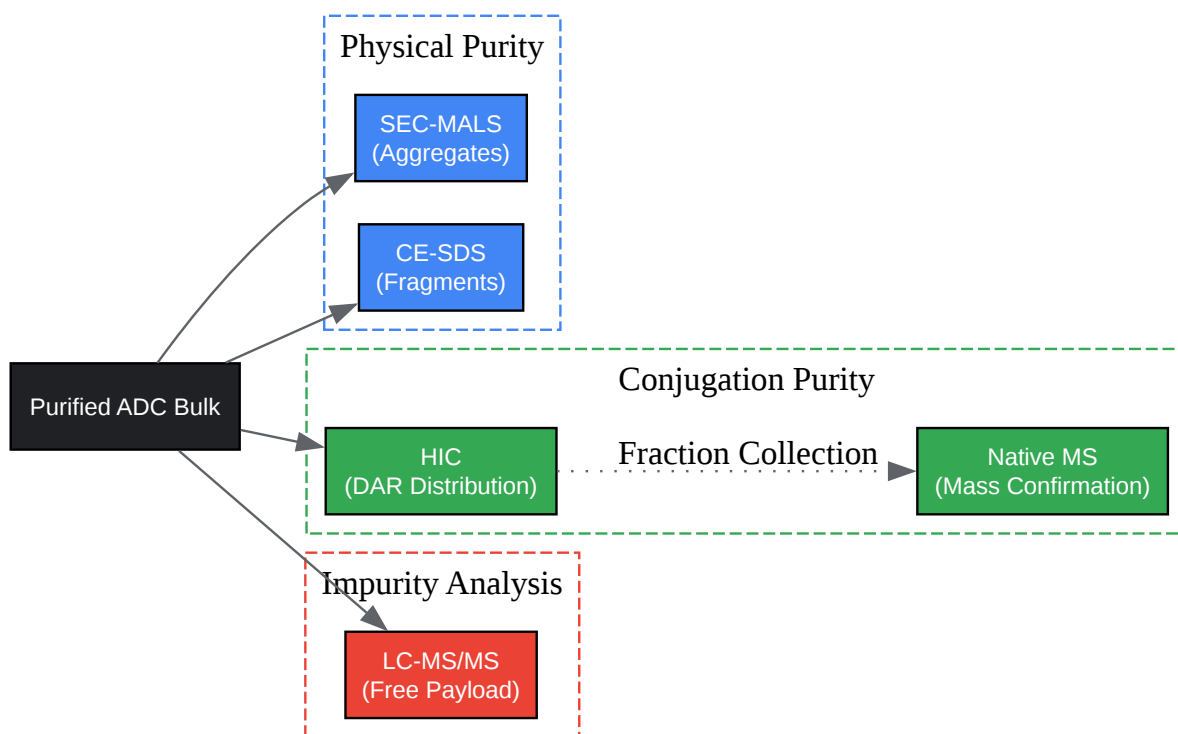 Physical Purity
SEC-MALS
(Aggregates)
CE-SDS
(Fragments)
Purified ADC Bulk
Conjugation Purity
HIC
(DAR Distribution)
Fraction Collection
Native MS
(Mass Confirmation)
Impurity Analysis
LC-MS/MS
(Free Payload)